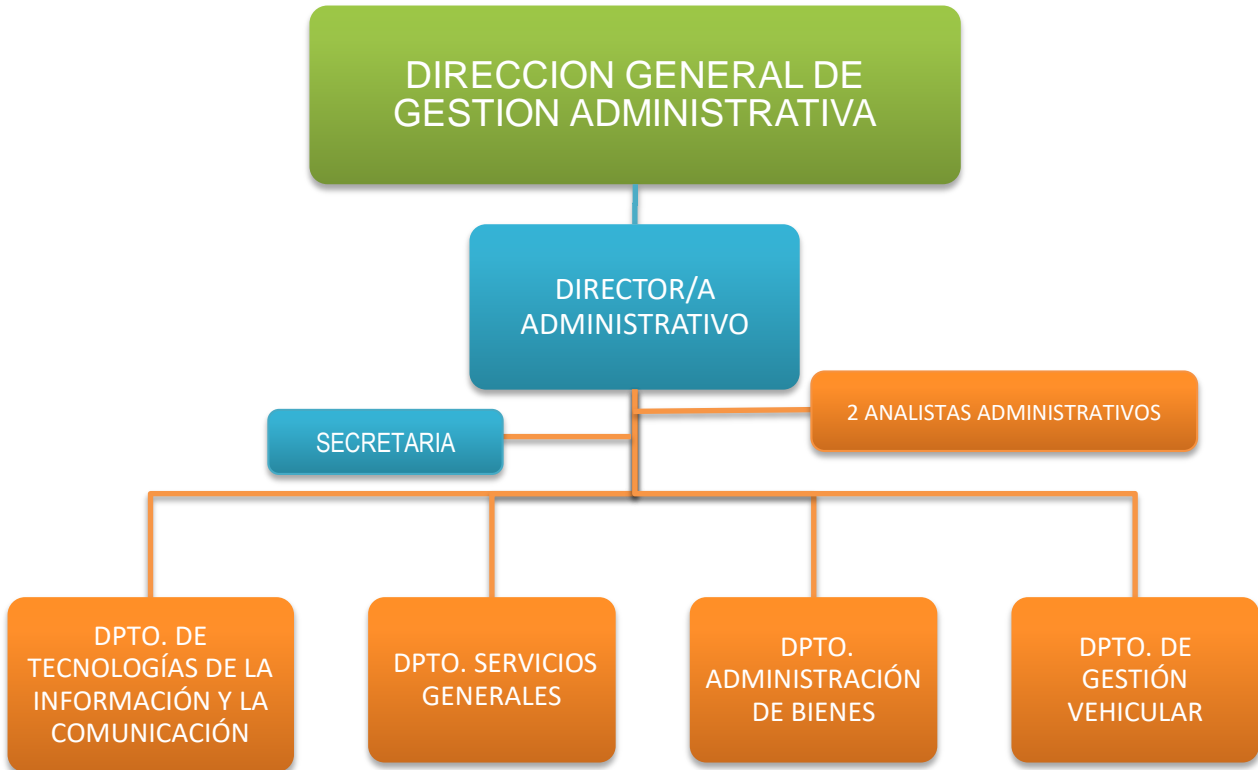 DIRECCION GENERAL DE
GESTION ADMINISTRATIVA
DIRECTOR/A
ADMINISTRATIVO
2 ANALISTAS ADMINISTRATIVOS
SECRETARIA
DPTO. DE
TECNOLOGÍAS DE LA
INFORMACIÓN Y LA
COMUNICACIÓN
DPTO. SERVICIOS
GENERALES
DPTO.
ADMINISTRACIÓN
DE BIENES
DPTO. DE
GESTIÓN
VEHICULAR